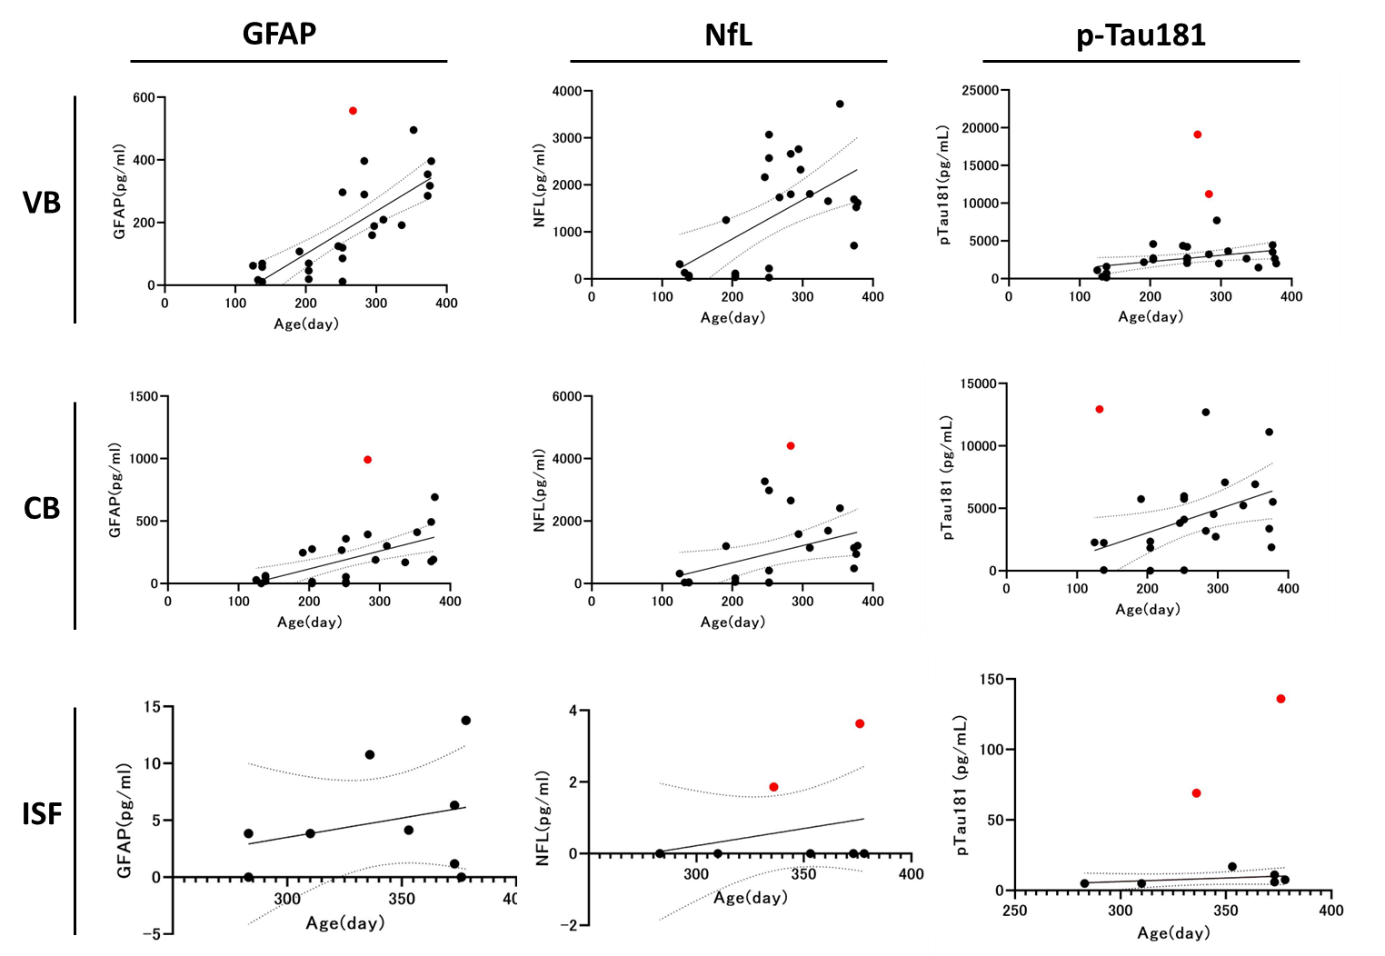 GFAP
NfL
p-Tau181
VB
GFAP(pg/ml)
600
400
200
0
0 100 200 300 400
Age(day)
NFL(pg/ml)
4000
3000
2000
1000
0
0 100 200 300 400
Age(day)
pTau181(pg/mL)
25000
20000
15000
10000
5000
0
0 100 200 300 400
Age(day)
CB
GFAP(pg/ml)
1500
1000
500
0
0 100 200 300 400
Age(day)
NFL(pg/ml)
6000
4000
2000
0
0 100 200 300 400
Age(day)
pTau181 (pg/mL)
15000
10000
5000
0
0 100 200 300 400
Age(day)
ISF
GFAP(pg/ml)
15
10
5
0
-5
300 350 40
Age(day)
NFL(pg/ml)
4
2
0
-2
300 350 400
Age(day)
pTau181 (pg/mL)
150
100
50
0
250 300 350 400
Age(day)